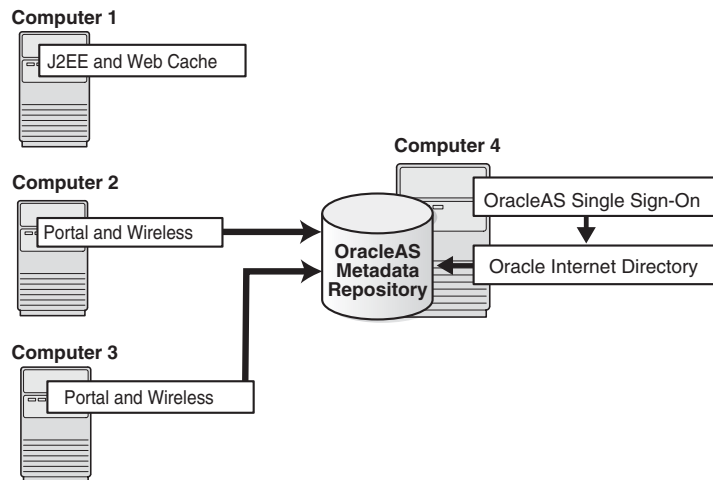 Computer 1
J2EE and Web Cache
Computer 2
Portal and Wireless
Computer 3
Portal and Wireless
Computer 4
OracleAS Single Sign-On
Oracle Internet Directory
OracleAS
Metadata
Repository